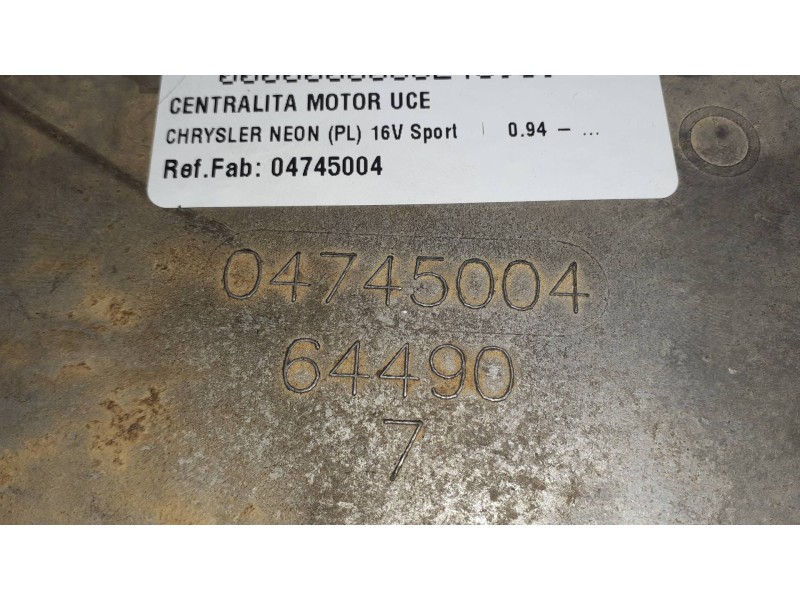 CENTRALITA MOTOR UCE
CHRYSLER NEON (PL) 16V Sport | 0.94 - ...
Ref.Fab: 04745004
04745004
64490
7